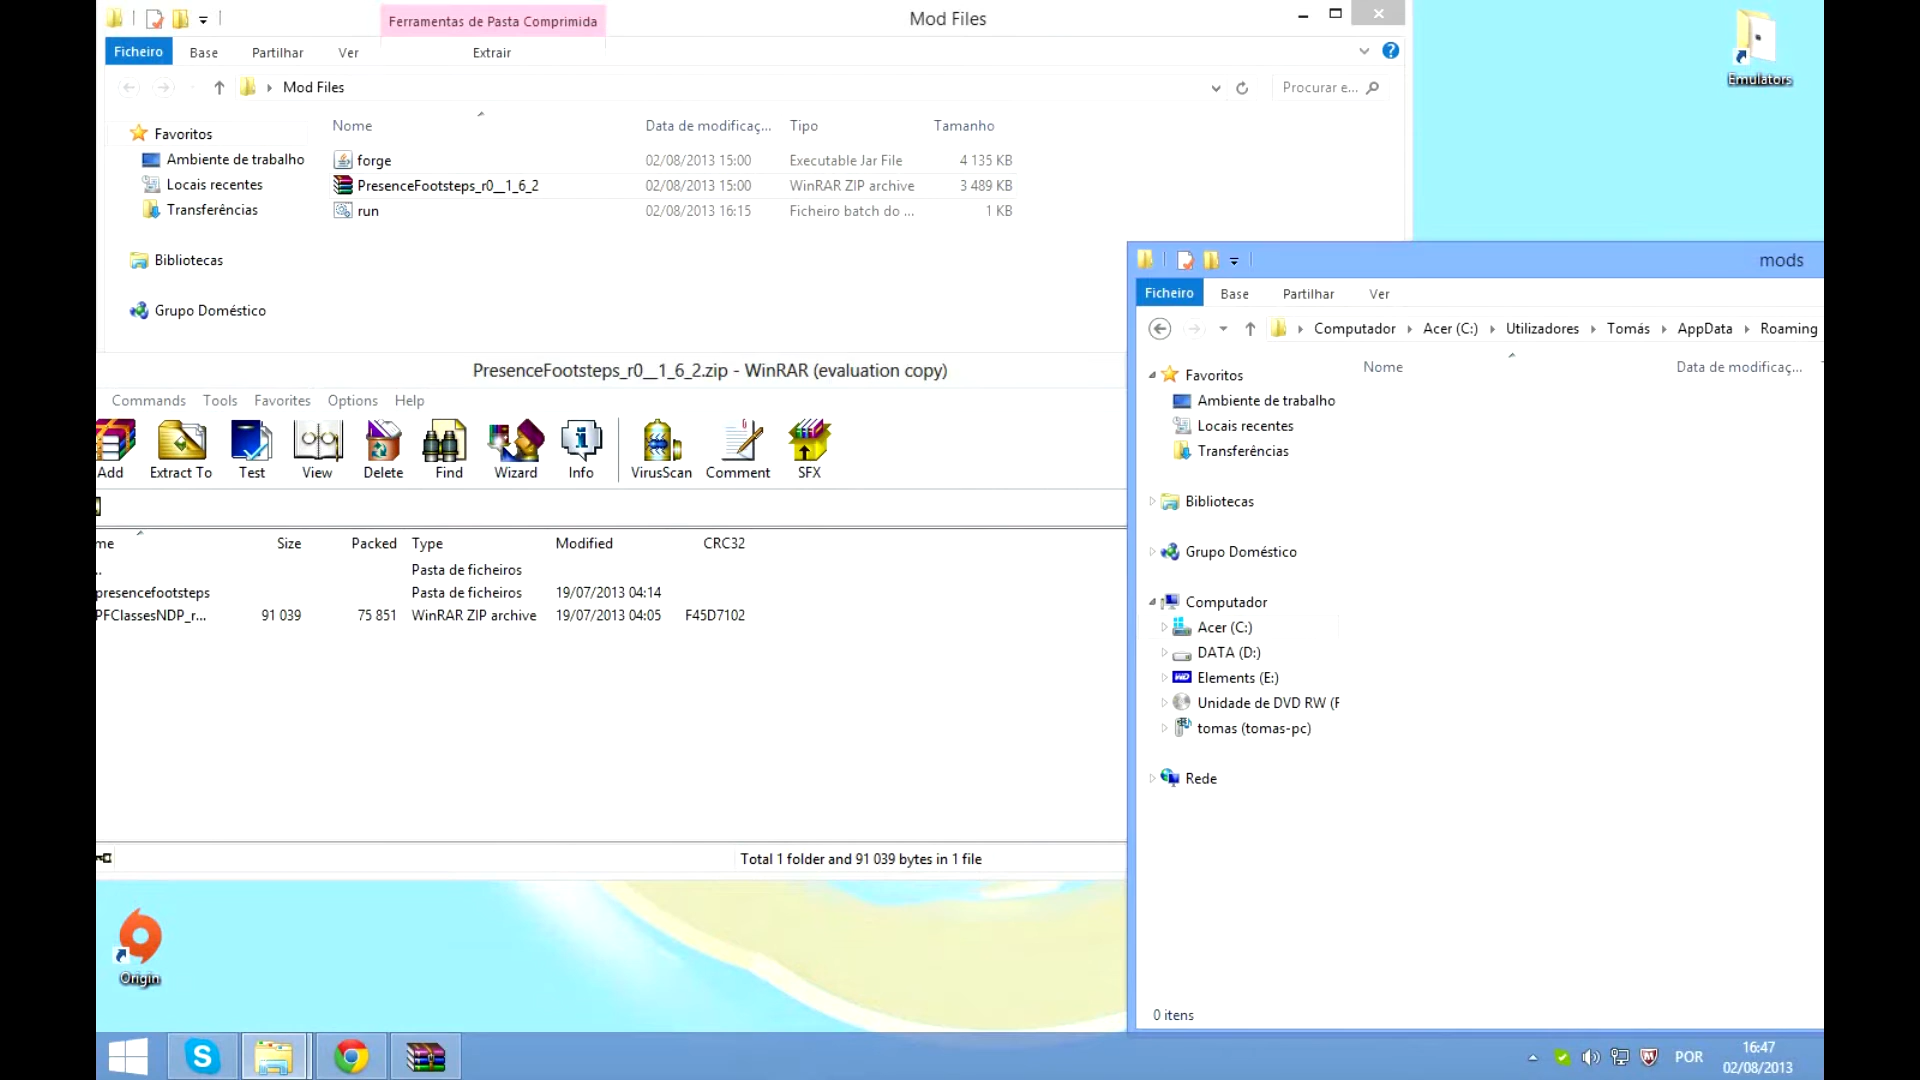 Ferramentas de Pasta Comprimida
Mod Files
Ficheiro Base Partilhar Ver Extrair
Mod Files
Procurar e...
Nome Data de modificaç... Tipo Tamanho
Favoritos
Ambiente de trabalho
Locais recentes
Transferências
Bibliotecas
Grupo Doméstico
forge 02/08/2013 15:00 Executable Jar File 4 135 KB
PresenceFootsteps_r0__1_6_2 02/08/2013 15:00 WinRAR ZIP archive 3 489 KB
run 02/08/2013 16:15 Ficheiro batch do ... 1 KB
Emulators
PresenceFootsteps_r0__1_6_2.zip - WinRAR (evaluation copy)
Commands Tools Favorites Options Help
Add Extract To Test View Delete Find Wizard Info VirusScan Comment SFX
me Size Packed Type Modified CRC32
.. Pasta de ficheiros
presencefootsteps Pasta de ficheiros 19/07/2013 04:14
PFClassesNDP_r... 91 039 75 851 WinRAR ZIP archive 19/07/2013 04:05 F45D7102
Total 1 folder and 91 039 bytes in 1 file
mods
Ficheiro Base Partilhar Ver
Computador Acer (C:) Utilizadores Tomás AppData Roaming
Nome Data de modificaç...
Favoritos
Ambiente de trabalho
Locais recentes
Transferências
Bibliotecas
Grupo Doméstico
Computador
Acer (C:)
DATA (D:)
WD Elements (E:)
Unidade de DVD RW (F
tomas (tomas-pc)
Rede
0 itens
Origin
POR
16:47
02/08/2013